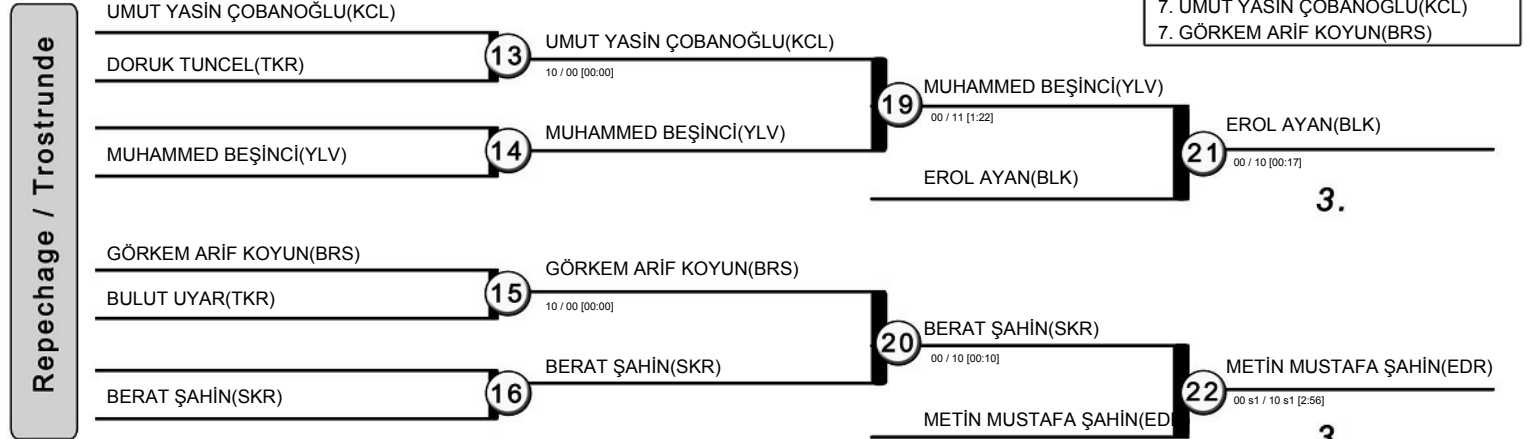 7. UMUT YASİN ÇOBANOĞLU(KCL)
7. GÖRKEM ARİF KOYUN(BRS)
Repechage / Trostrunde
UMUT YASİN ÇOBANOĞLU(KCL)
DORUK TUNCEL(TKR)
13
UMUT YASİN ÇOBANOĞLU(KCL)
10 / 00 [00:00]
MUHAMMED BEŞİNCİ(YLV)
14
MUHAMMED BEŞİNCİ(YLV)
19
MUHAMMED BEŞİNCİ(YLV)
00 / 11 [1:22]
EROL AYAN(BLK)
21
EROL AYAN(BLK)
00 / 10 [00:17]
3.
GÖRKEM ARİF KOYUN(BRS)
BULUT UYAR(TKR)
15
GÖRKEM ARİF KOYUN(BRS)
10 / 00 [00:00]
BERAT ŞAHİN(SKR)
16
BERAT ŞAHİN(SKR)
20
BERAT ŞAHİN(SKR)
00 / 10 [00:10]
METİN MUSTAFA ŞAHİN(ED
22
METİN MUSTAFA ŞAHİN(EDR)
00 s1 / 10 s1 [2:56]
3